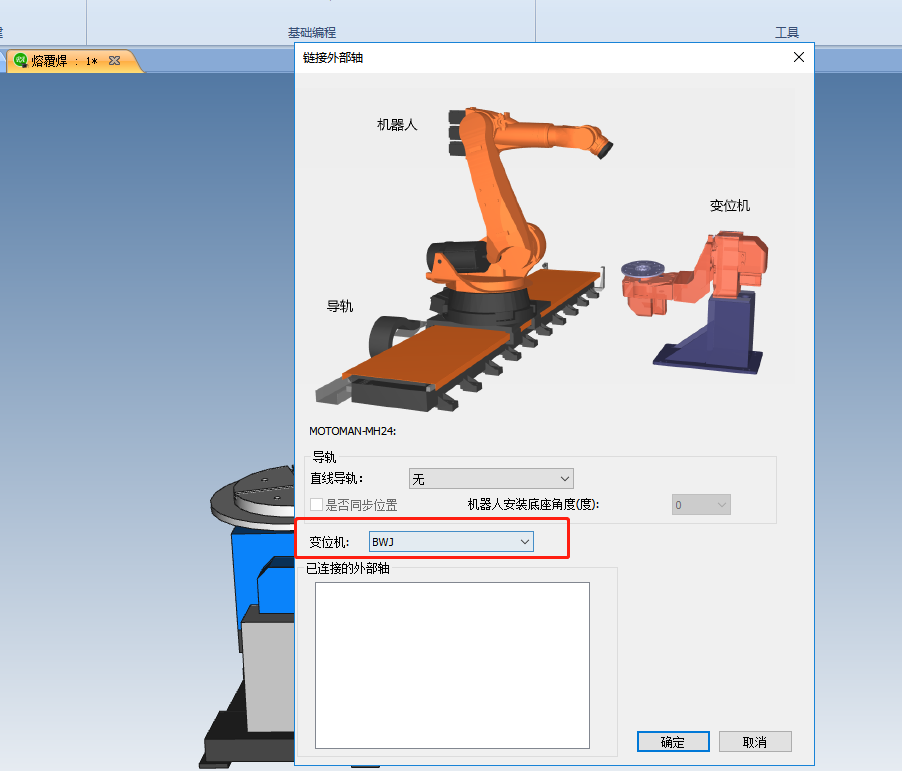 基础编程
工具
熔覆焊 : 1*
链接外部轴
机器人
变位机
导轨
MOTOMAN-MH24:
导轨
直线导轨: 无
是否同步位置 机器人安装底座角度(度): 0
变位机: BWJ
已连接的外部轴
确定 取消